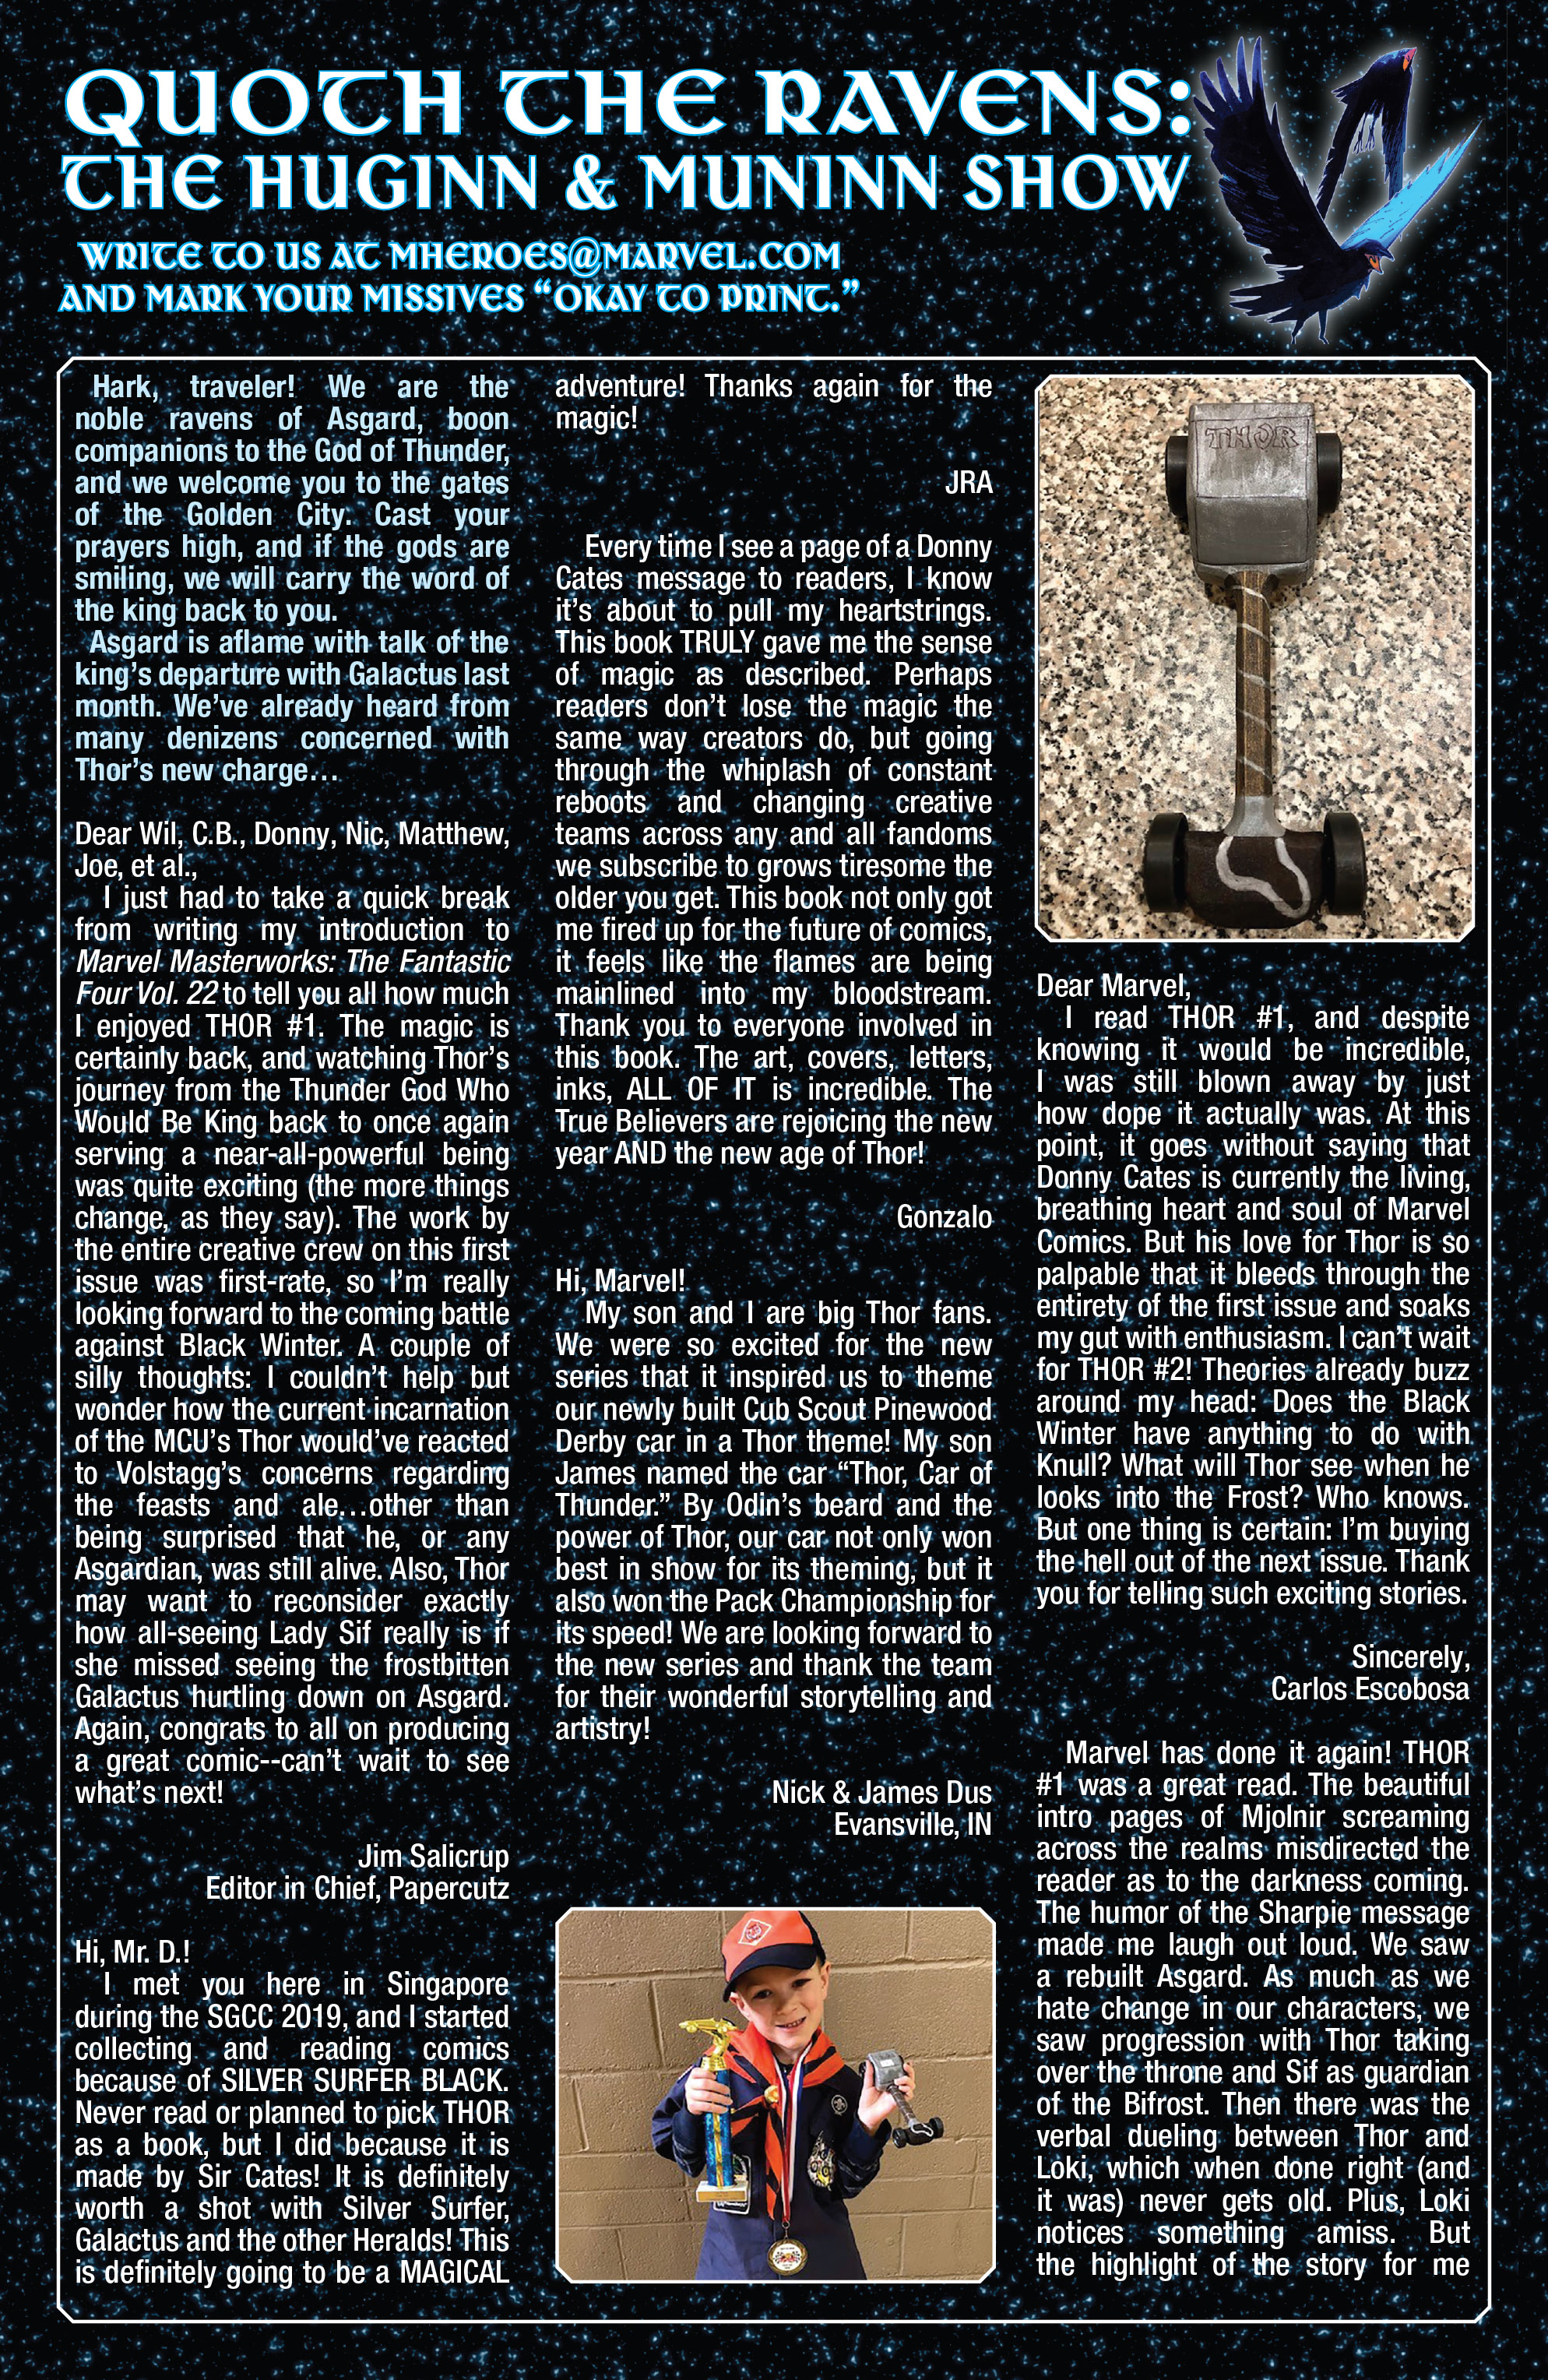 QUOTH THE RAVENS:
THE HUGINN & MUNINN SHOW
WRITE TO US AT MHEROES@MARVEL.COM
AND MARK YOUR MISSIVES “OKAY TO PRINT.”
Hark, traveler! We are the
noble ravens of Asgard, boon
companions to the God of Thunder,
and we welcome you to the gates
of the Golden City. Cast your
prayers high, and if the gods are
smiling, we will carry the word of
the king back to you.
Asgard is aflame with talk of the
king’s departure with Galactus last
month. We’ve already heard from
many denizens concerned with
Thor’s new charge…
Dear Wil, C.B., Donny, Nic, Matthew,
Joe, et al.,
I just had to take a quick break
from writing my introduction to
Marvel Masterworks: The Fantastic
Four Vol. 22 to tell you all how much
I enjoyed THOR #1. The magic is
certainly back, and watching Thor’s
journey from the Thunder God Who
Would Be King back to once again
serving a near-all-powerful being
was quite exciting (the more things
change, as they say). The work by
the entire creative crew on this first
issue was first-rate, so I’m really
looking forward to the coming battle
against Black Winter. A couple of
silly thoughts: I couldn’t help but
wonder how the current incarnation
of the MCU’s Thor would’ve reacted
to Volstagg’s concerns regarding
the feasts and ale…other than
being surprised that he, or any
Asgardian, was still alive. Also, Thor
may want to reconsider exactly
how all-seeing Lady Sif really is if
she missed seeing the frostbitten
Galactus hurtling down on Asgard.
Again, congrats to all on producing
a great comic--can’t wait to see
what’s next!
Jim Salicrup
Editor in Chief, Papercutz
Hi, Mr. D.!
I met you here in Singapore
during the SGCC 2019, and I started
collecting and reading comics
because of SILVER SURFER BLACK.
Never read or planned to pick THOR
as a book, but I did because it is
made by Sir Cates! It is definitely
worth a shot with Silver Surfer,
Galactus and the other Heralds! This
is definitely going to be a MAGICAL
adventure! Thanks again for the
magic!
JRA
Every time I see a page of a Donny
Cates message to readers, I know
it’s about to pull my heartstrings.
This book TRULY gave me the sense
of magic as described. Perhaps
readers don’t lose the magic the
same way creators do, but going
through the whiplash of constant
reboots and changing creative
teams across any and all fandoms
we subscribe to grows tiresome the
older you get. This book not only got
me fired up for the future of comics,
it feels like the flames are being
mainlined into my bloodstream.
Thank you to everyone involved in
this book. The art, covers, letters,
inks, ALL OF IT is incredible. The
True Believers are rejoicing the new
year AND the new age of Thor!
Gonzalo
Hi, Marvel!
My son and I are big Thor fans.
We were so excited for the new
series that it inspired us to theme
our newly built Cub Scout Pinewood
Derby car in a Thor theme! My son
James named the car “Thor, Car of
Thunder.” By Odin’s beard and the
power of Thor, our car not only won
best in show for its theming, but it
also won the Pack Championship for
its speed! We are looking forward to
the new series and thank the team
for their wonderful storytelling and
artistry!
Nick & James Dus
Evansville, IN
THOR
Dear Marvel,
I read THOR #1, and despite
knowing it would be incredible,
I was still blown away by just
how dope it actually was. At this
point, it goes without saying that
Donny Cates is currently the living,
breathing heart and soul of Marvel
Comics. But his love for Thor is so
palpable that it bleeds through the
entirety of the first issue and soaks
my gut with enthusiasm. I can’t wait
for THOR #2! Theories already buzz
around my head: Does the Black
Winter have anything to do with
Knull? What will Thor see when he
looks into the Frost? Who knows.
But one thing is certain: I’m buying
the hell out of the next issue. Thank
you for telling such exciting stories.
Sincerely,
Carlos Escobosa
Marvel has done it again! THOR
#1 was a great read. The beautiful
intro pages of Mjolnir screaming
across the realms misdirected the
reader as to the darkness coming.
The humor of the Sharpie message
made me laugh out loud. We saw
a rebuilt Asgard. As much as we
hate change in our characters, we
saw progression with Thor taking
over the throne and Sif as guardian
of the Bifrost. Then there was the
verbal dueling between Thor and
Loki, which when done right (and
it was) never gets old. Plus, Loki
notices something amiss. But
the highlight of the story for me